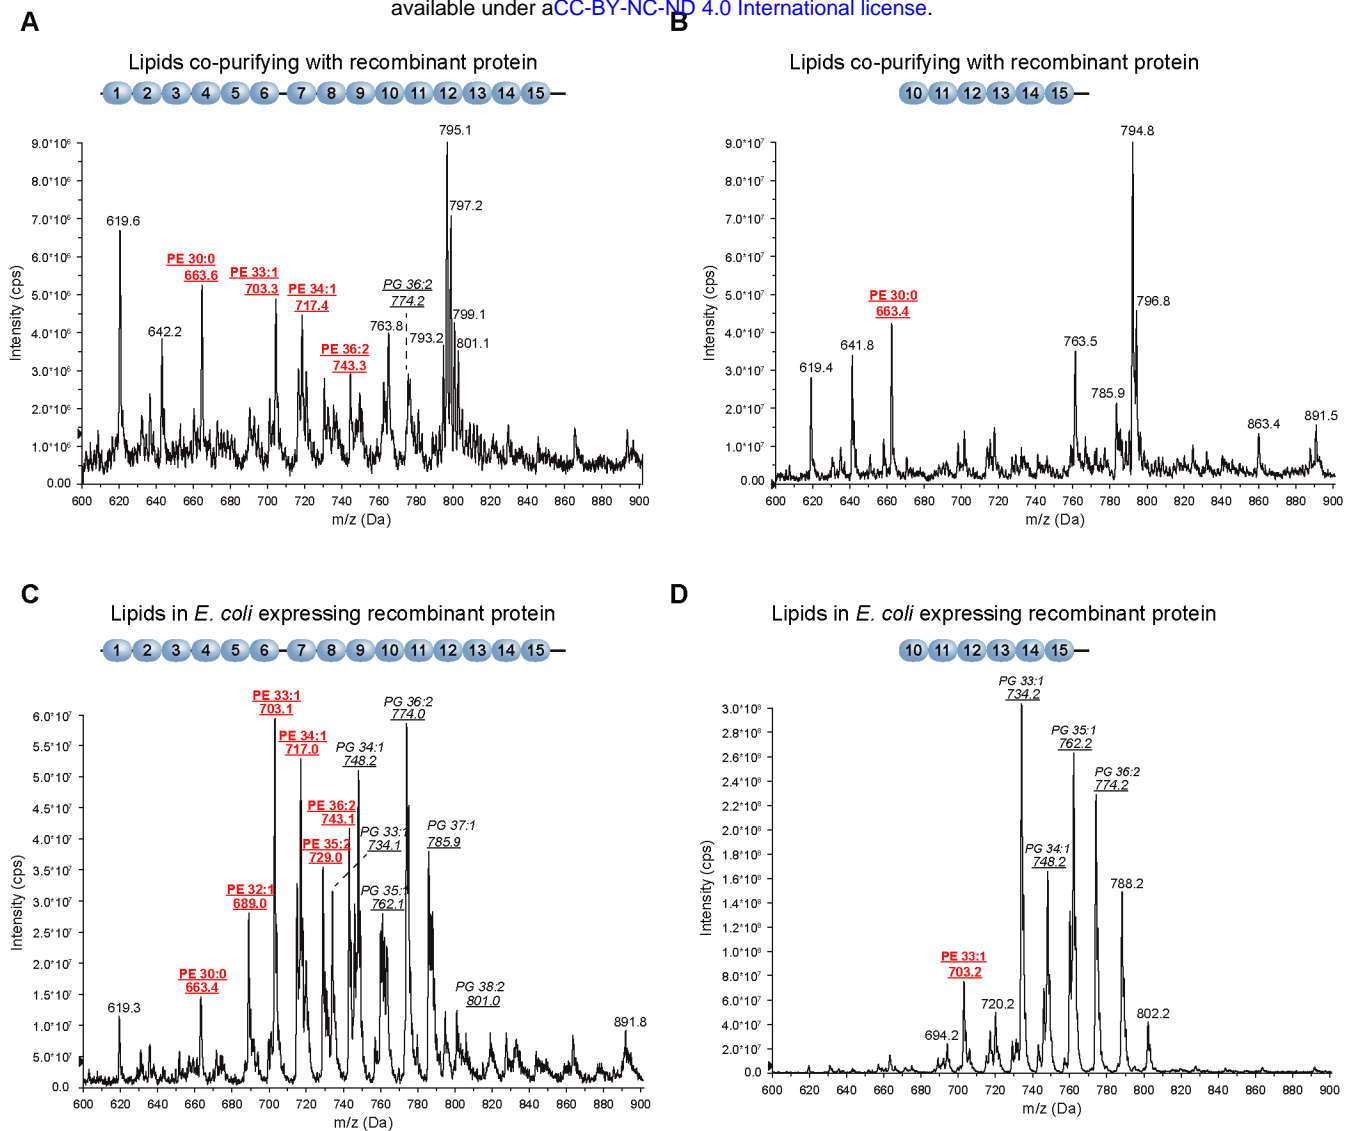 available under aCC-BY-NC-ND 4.0 International license.
A
Lipids co-purifying with recombinant protein
1 2 3 4 5 6 7 8 9 10 11 12 13 14 15
795.1
9.0*10⁶
8.0*10⁶
7.0*10⁶
6.0*10⁶
5.0*10⁶
4.0*10⁶
3.0*10⁶
2.0*10⁶
1.0*10⁶
0.00
Intensity (cps)
619.6
642.2
PE 30:0
663.6
PE 33:1
703.3
PE 34:1
717.4
PE 36:2
743.3
763.8
PG 36:2
774.2
793.2
797.2
799.1
801.1
600 620 640 660 680 700 720 740 760 780 800 820 840 860 880 900
m/z (Da)
B
Lipids co-purifying with recombinant protein
10 11 12 13 14 15
794.8
9.0*10⁷
8.0*10⁷
7.0*10⁷
6.0*10⁷
5.0*10⁷
4.0*10⁷
3.0*10⁷
2.0*10⁷
1.0*10⁷
0.00
Intensity (cps)
619.4
641.8
PE 30:0
663.4
763.5
785.9
796.8
863.4
891.5
600 620 640 660 680 700 720 740 760 780 800 820 840 860 880 900
m/z (Da)
C
Lipids in E. coli expressing recombinant protein
1 2 3 4 5 6 7 8 9 10 11 12 13 14 15
6.0*10⁷
5.5*10⁷
5.0*10⁷
4.5*10⁷
4.0*10⁷
3.5*10⁷
3.0*10⁷
2.5*10⁷
2.0*10⁷
1.5*10⁷
1.0*10⁷
5.0*10⁷
0.0
Intensity (cps)
619.3
PE 30:0
663.4
PE 32:1
689.0
PE 33:1
703.1
PE 34:1
717.0
PE 35:2
729.0
PE 36:2
743.1
PG 33:1
734.1
PG 34:1
748.2
PG 35:1
762.1
PG 36:2
774.0
PG 37:1
785.9
PG 38:2
801.0
891.8
600 620 640 660 680 700 720 740 760 780 800 820 840 860 880 900
m/z (Da)
D
Lipids in E. coli expressing recombinant protein
10 11 12 13 14 15
3.0*10⁸
2.8*10⁸
2.6*10⁸
2.4*10⁸
2.2*10⁸
2.0*10⁸
1.8*10⁸
1.6*10⁸
1.4*10⁸
1.2*10⁸
1.0*10⁸
8.0*10⁷
6.0*10⁷
4.0*10⁷
2.0*10⁷
0.0
Intensity (cps)
694.2
PE 33:1
703.2
720.2
PG 33:1
734.2
PG 34:1
748.2
PG 35:1
762.2
PG 36:2
774.2
788.2
802.2
600 620 640 660 680 700 720 740 760 780 800 820 840 860 880 900
m/z (Da)